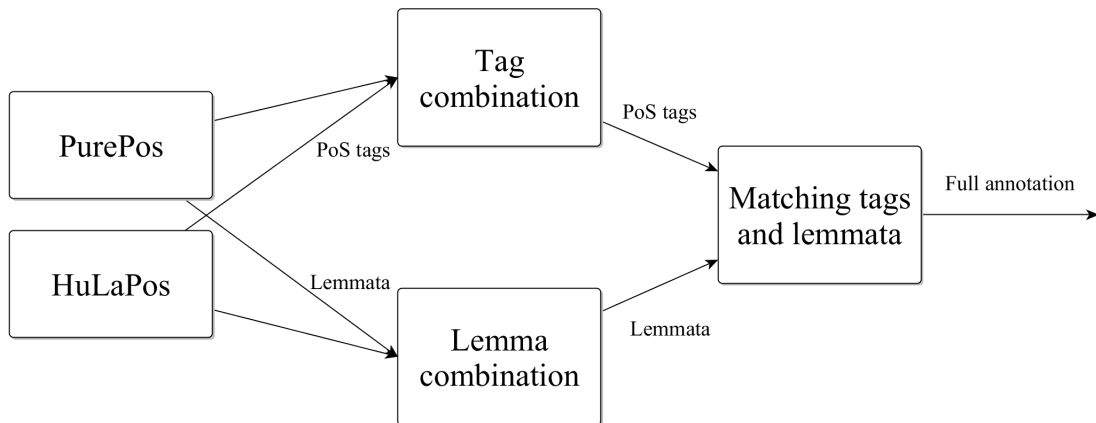 PurePos
HuLaPos
Tag
combination
PoS tags
Lemmata
Lemma
combination
PoS tags
Lemmata
Matching tags
and lemmata
Full annotation